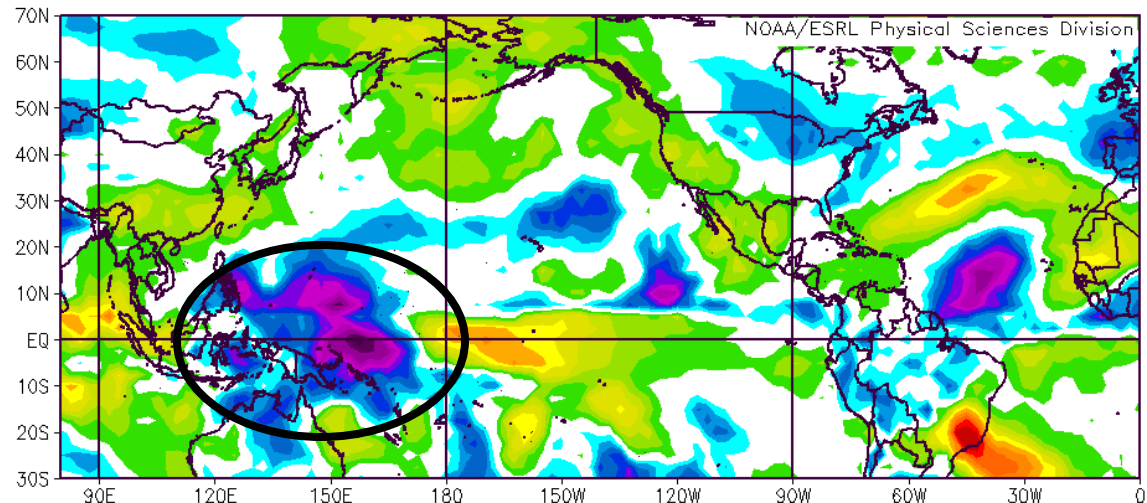 70N
NOAA/ESRL Physical Sciences Division
60N
50N
40N
30N
20N
10N
EQ
10S
20S
30S
90E 120E 150E 180 150W 120W 90W 60W 30W 0